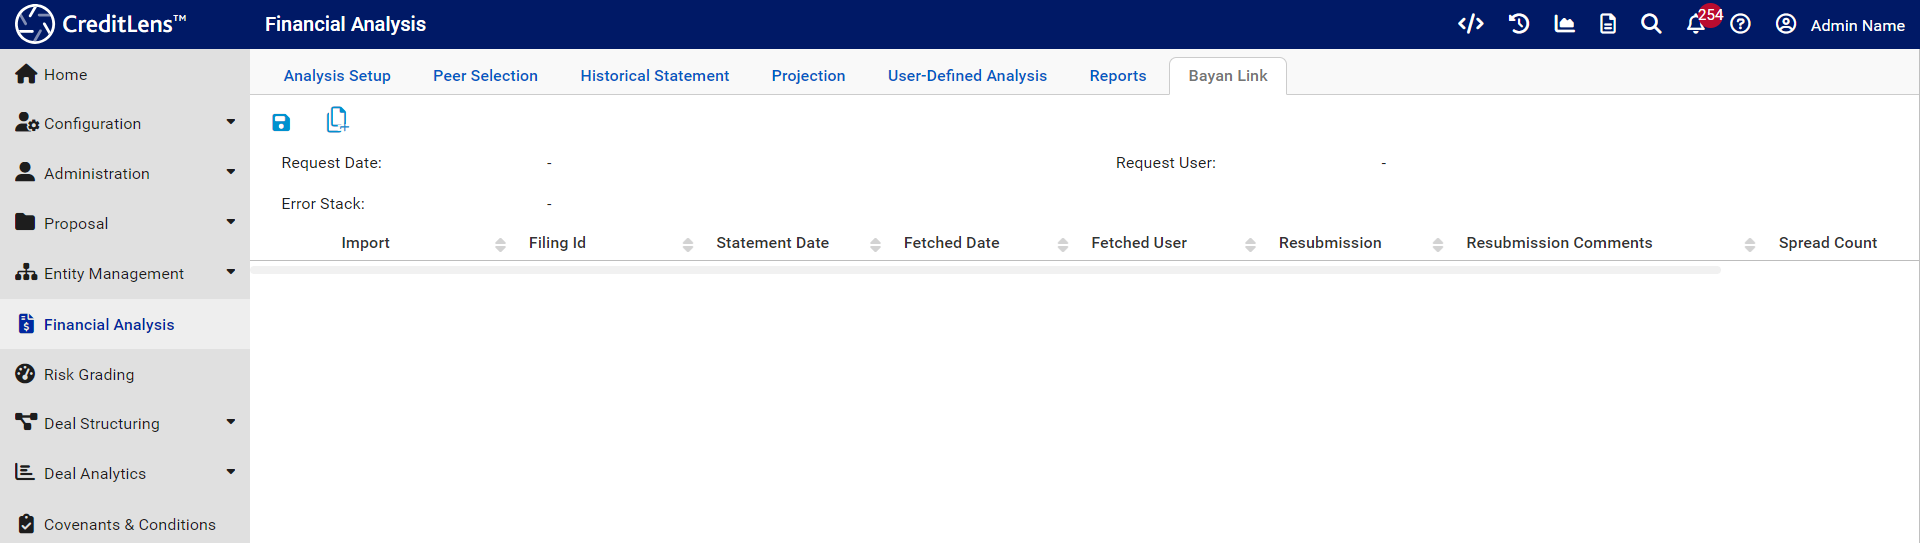 CreditLens™
Financial Analysis
254
Admin Name
Home
Configuration
Administration
Proposal
Entity Management
Financial Analysis
Risk Grading
Deal Structuring
Deal Analytics
Covenants & Conditions
Analysis Setup Peer Selection Historical Statement Projection User-Defined Analysis Reports Bayan Link
Request Date: - Request User: -
Error Stack: -
Import Filing Id Statement Date Fetched Date Fetched User Resubmission Resubmission Comments Spread Count